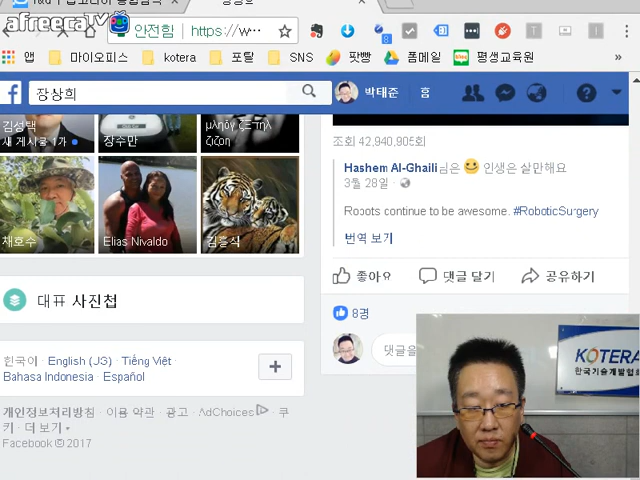 afreeca TV
안전함
https://w...
앱
마이오피스
kotera
포탈
SNS
팟빵
폼메일
평생교육원
»
장상희
박태준
홈
김성택
새 게시물 1개
장수만
채호수
Elias Nivaldo
김흥식
대표 사진첩
한국어 · English (US) · Tiếng Việt
Bahasa Indonesia · Español
개인정보처리방침 · 이용 약관 · 광고 · AdChoices · 쿠
키 · 더 보기
Facebook © 2017
조회 42,940,905회
Hashem Al-Ghaili님은 인생은 살만해요
3월 28일
Robots continue to be awesome. #RoboticSurgery
번역 보기
좋아요
댓글 달기
공유하기
8명
댓글을
KOTERA
한국기술개발협회